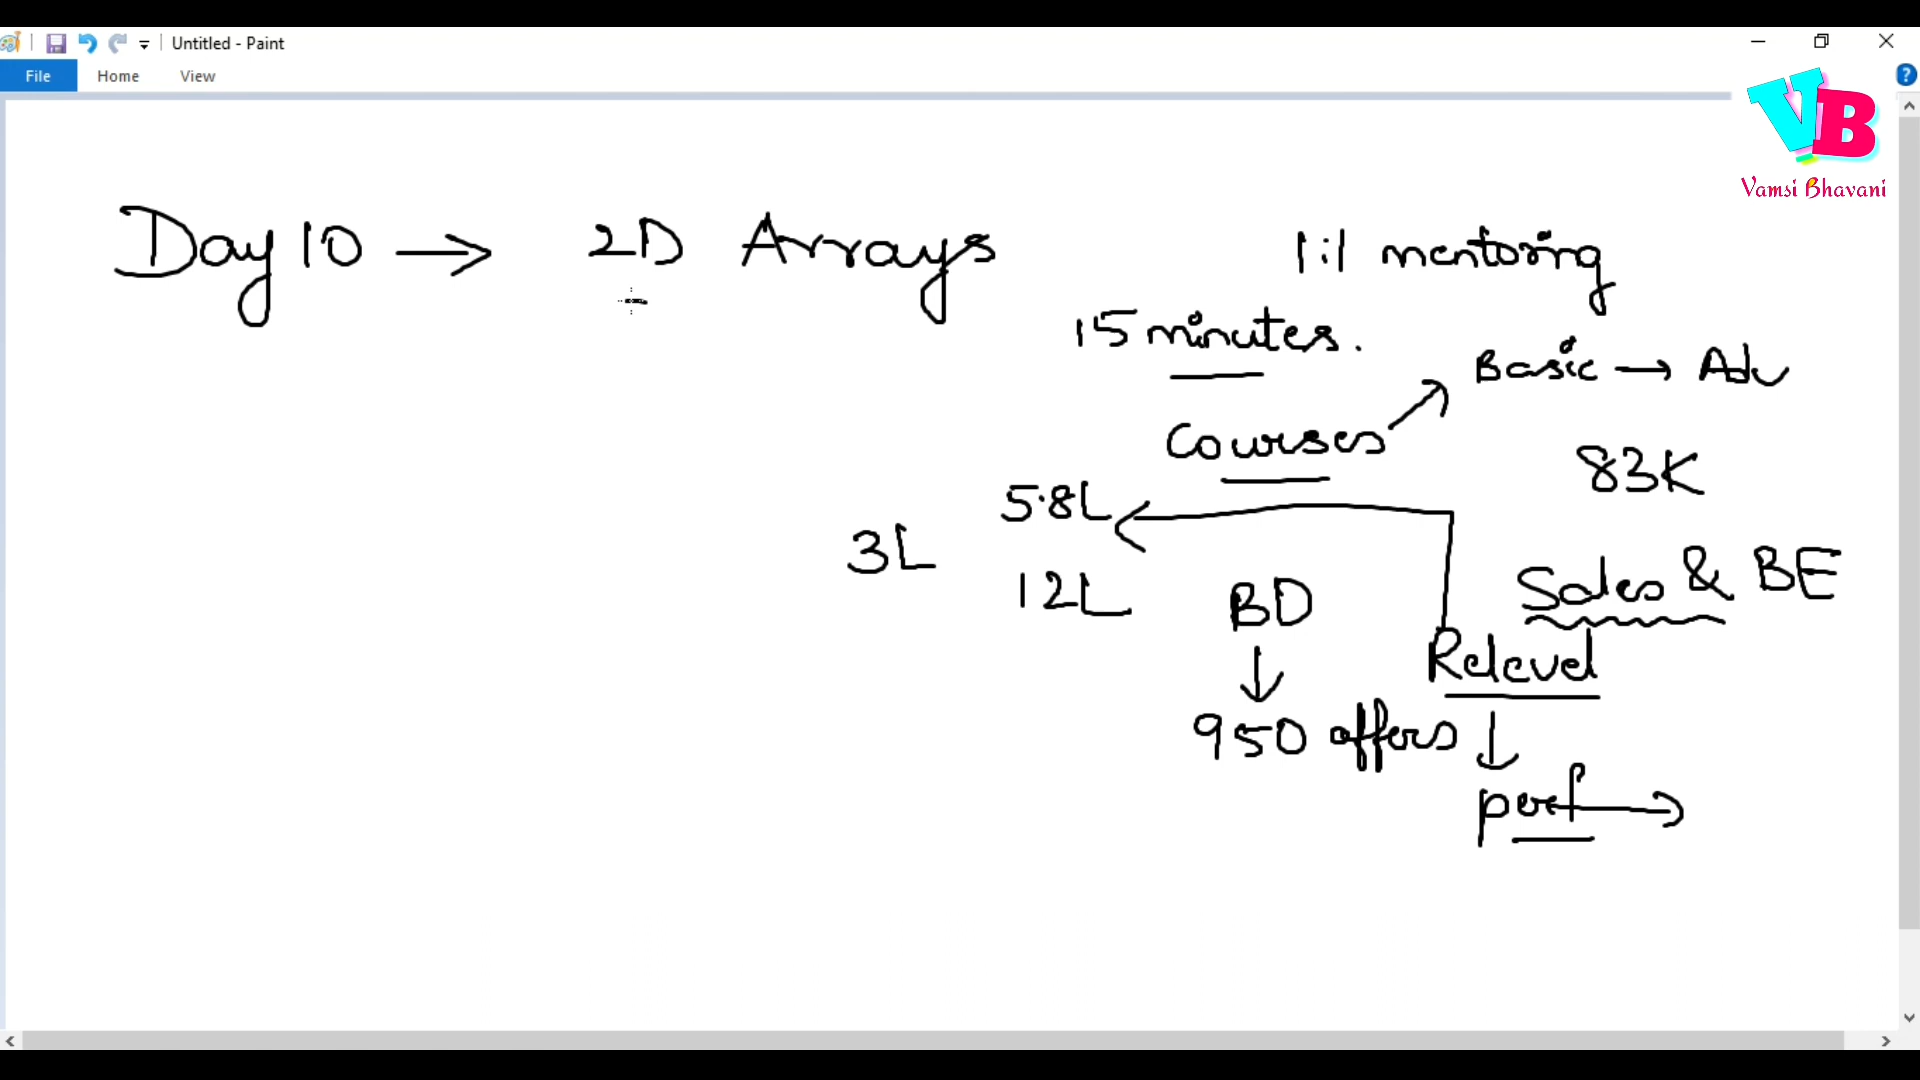 Untitled - Paint
File Home View
VB
Vamsi Bhavani
Day 10 → 2D Arrays
1:1 mentoring
15 minutes.
Basic → Adv
Courses
83K
5.8L
3L
12L
Sales & BE
BD
Relevel
950 offers
perf